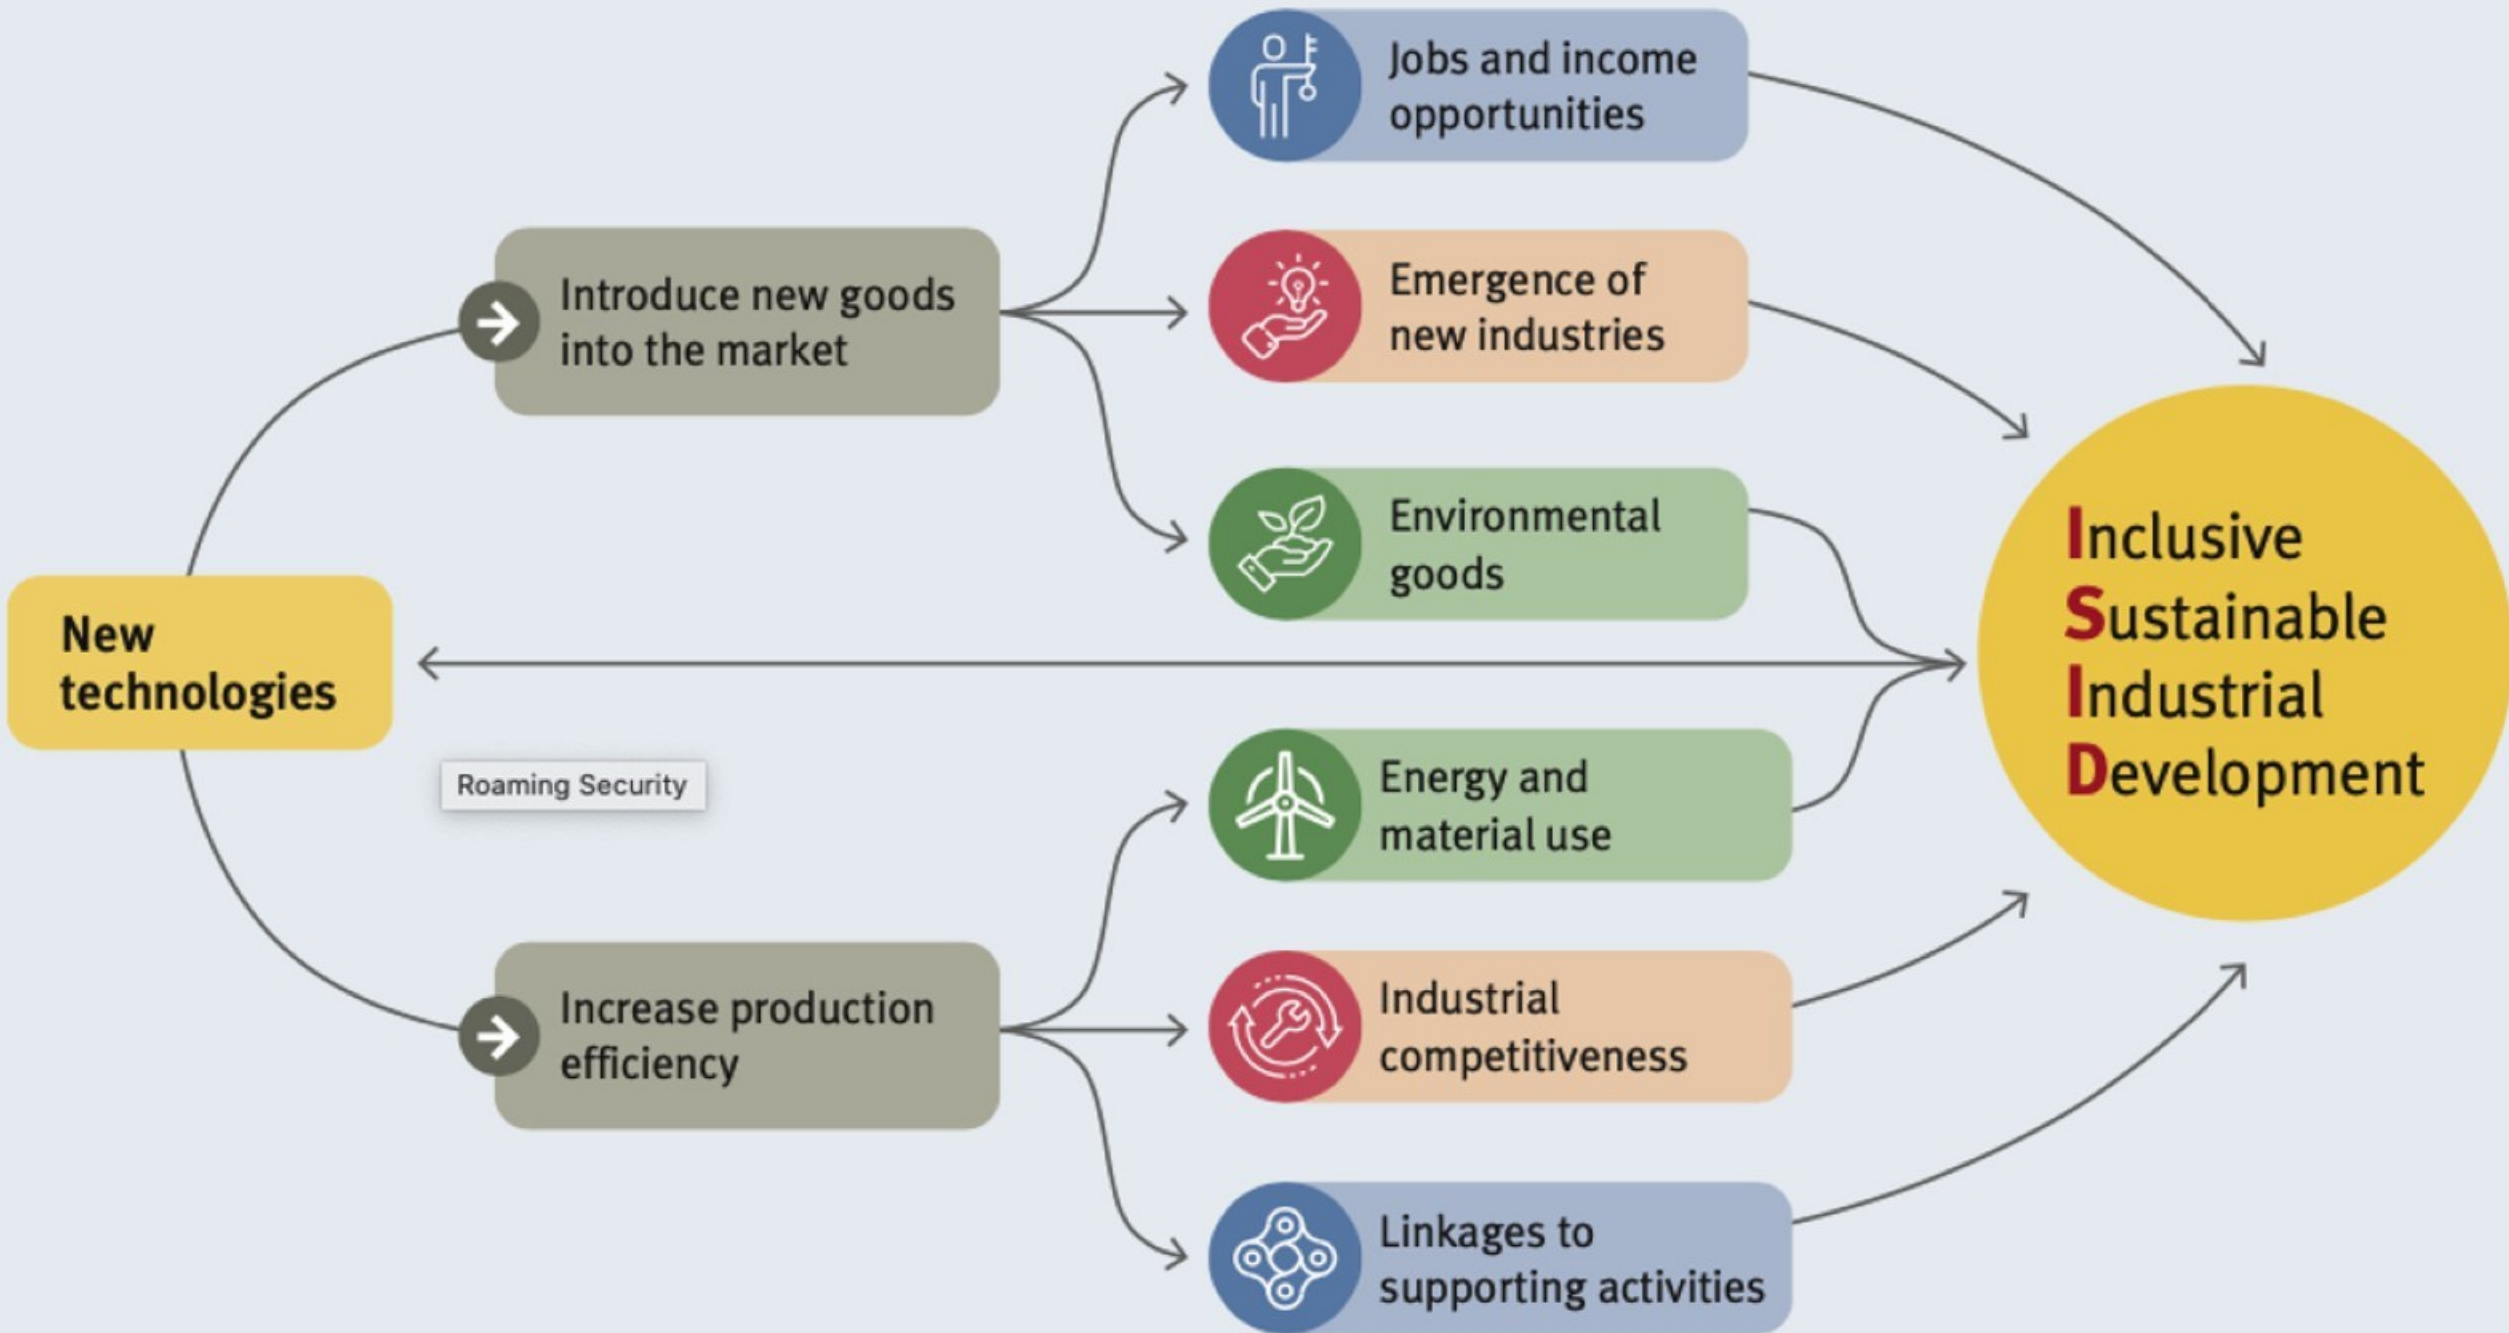 Jobs and income
opportunities
Introduce new goods
into the market
Emergence of
new industries
Environmental
goods
New
technologies
Inclusive
Sustainable
Industrial
Development
Roaming Security
Energy and
material use
Increase production
efficiency
Industrial
competitiveness
Linkages to
supporting activities